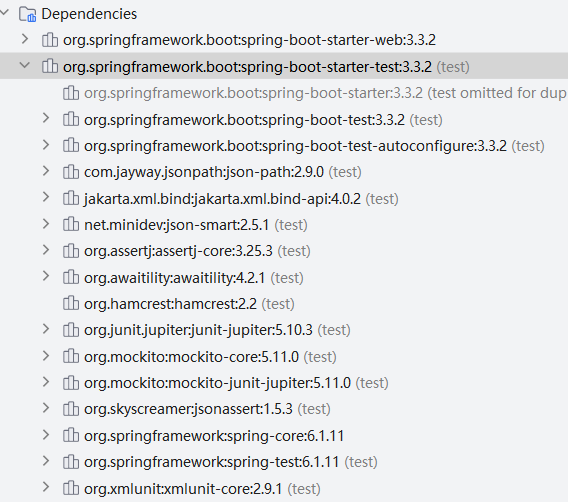 Dependencies
org.springframework.boot:spring-boot-starter-web:3.3.2
org.springframework.boot:spring-boot-starter-test:3.3.2 (test)
org.springframework.boot:spring-boot-starter:3.3.2 (test omitted for dup
org.springframework.boot:spring-boot-test:3.3.2 (test)
org.springframework.boot:spring-boot-test-autoconfigure:3.3.2 (test)
com.jayway.jsonpath:json-path:2.9.0 (test)
jakarta.xml.bind:jakarta.xml.bind-api:4.0.2 (test)
net.minidev:json-smart:2.5.1 (test)
org.assertj:assertj-core:3.25.3 (test)
org.awaitility:awaitility:4.2.1 (test)
org.hamcrest:hamcrest:2.2 (test)
org.junit.jupiter:junit-jupiter:5.10.3 (test)
org.mockito:mockito-core:5.11.0 (test)
org.mockito:mockito-junit-jupiter:5.11.0 (test)
org.skyscreamer:jsonassert:1.5.3 (test)
org.springframework:spring-core:6.1.11
org.springframework:spring-test:6.1.11 (test)
org.xmlunit:xmlunit-core:2.9.1 (test)